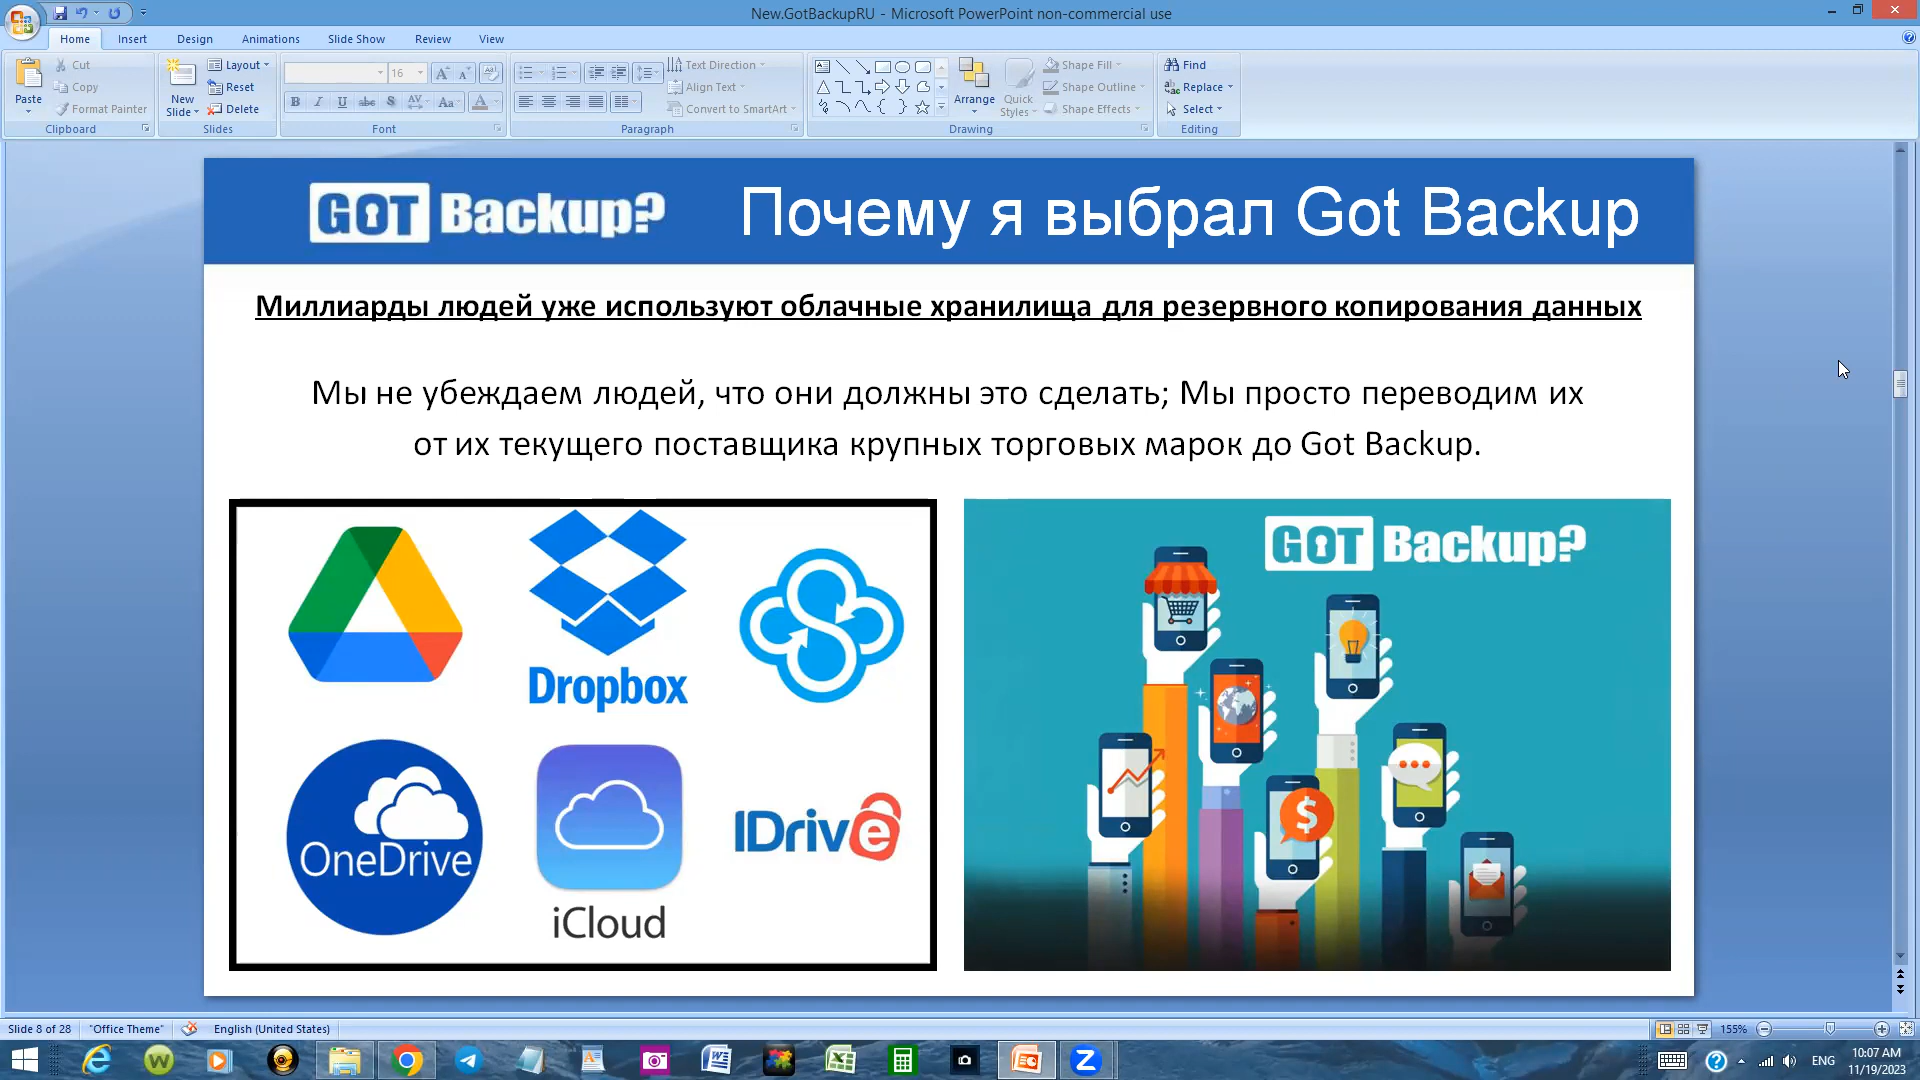 New.GotBackupRU - Microsoft PowerPoint non-commercial use
Home Insert Design Animations Slide Show Review View
Paste
Cut
Copy
Format Painter
Clipboard
New Slide
Layout
Reset
Delete
Slides
16
B I U abc S AV Aa A
Font
Text Direction
Align Text
Convert to SmartArt
Paragraph
Arrange
Quick Styles
Shape Fill
Shape Outline
Shape Effects
Drawing
Find
Replace
Select
Editing
GOT Backup?
Почему я выбрал Got Backup
Миллиарды людей уже используют облачные хранилища для резервного копирования данных
Мы не убеждаем людей, что они должны это сделать; Мы просто переводим их
от их текущего поставщика крупных торговых марок до Got Backup.
Dropbox
OneDrive
iCloud
IDrive
GOT Backup?
$
Slide 8 of 28 "Office Theme" English (United States) 155%
ENG
10:07 AM
11/19/2023